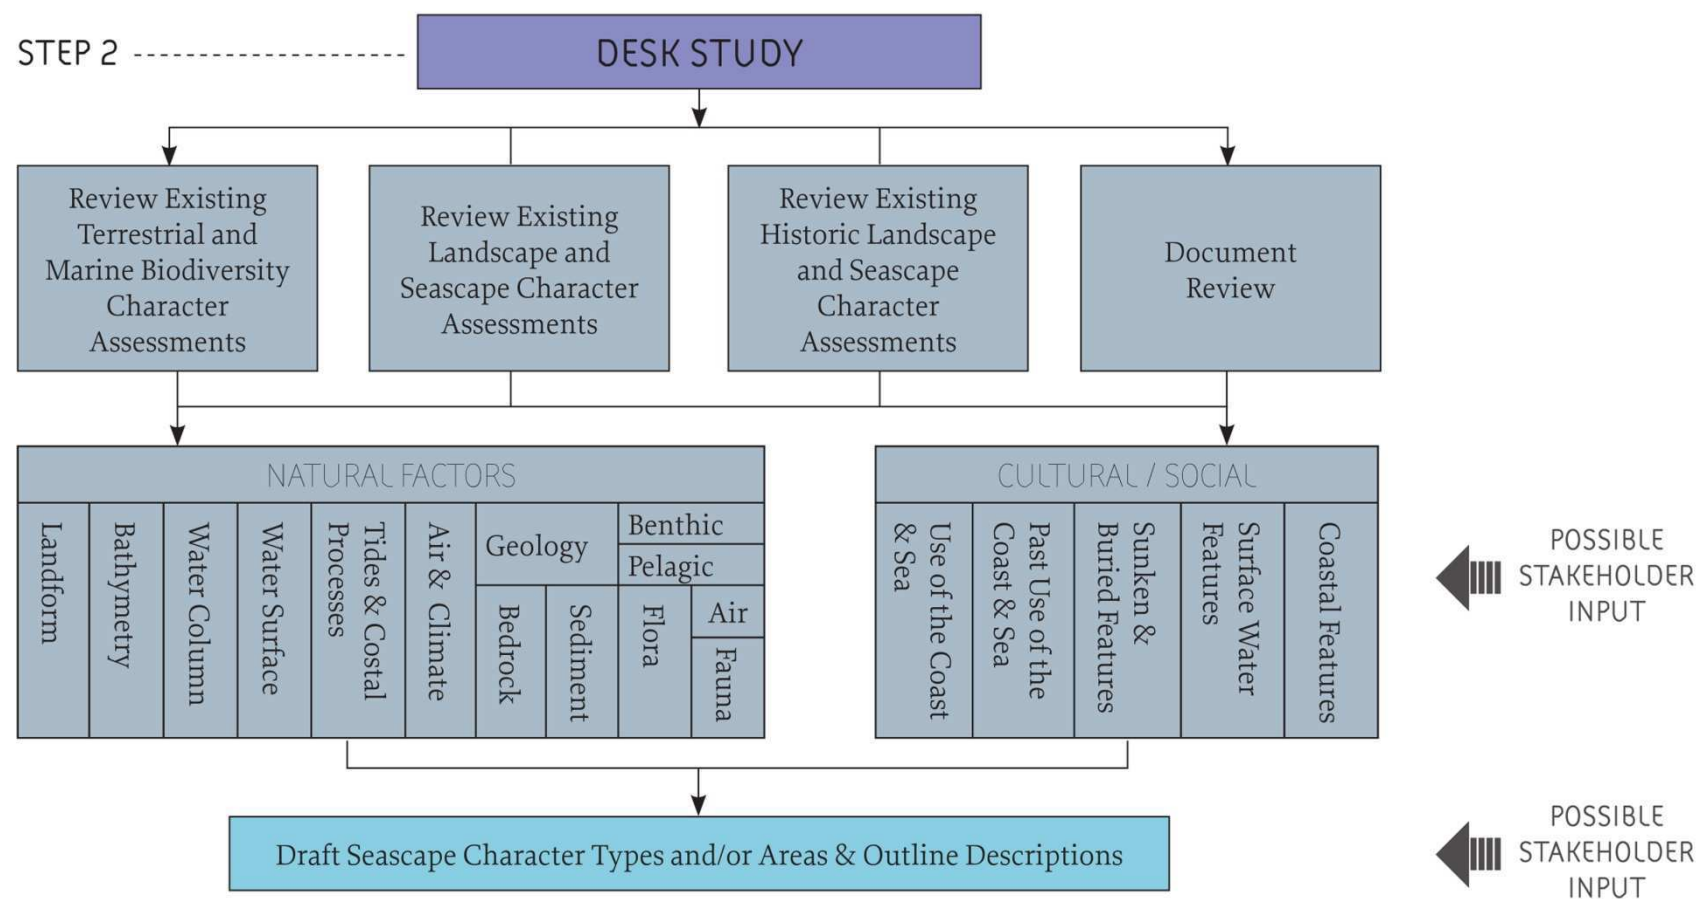 STEP 2
DESK STUDY
Review Existing
Terrestrial and
Marine Biodiversity
Character
Assessments
Review Existing
Landscape and
Seascape Character
Assessments
Review Existing
Historic Landscape
and Seascape
Character
Assessments
Document
Review
NATURAL FACTORS
Landform
Bathymetry
Water Column
Water Surface
Tides & Costal
Processes
Air & Climate
Geology
Bedrock
Sediment
Benthic
Pelagic
Flora
Air
Fauna
CULTURAL / SOCIAL
Use of the Coast
& Sea
Past Use of the
Coast & Sea
Sunken &
Buried Features
Surface Water
Features
Coastal Features
POSSIBLE
STAKEHOLDER
INPUT
Draft Seascape Character Types and/or Areas & Outline Descriptions
POSSIBLE
STAKEHOLDER
INPUT